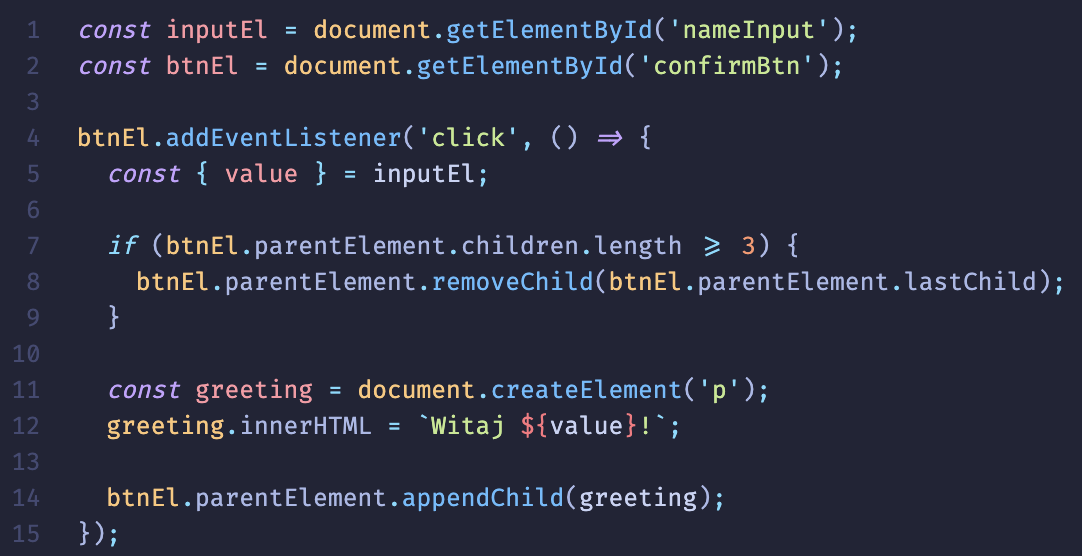 1 const inputEl = document.getElementById('nameInput');
2 const btnEl = document.getElementById('confirmBtn');
3
4 btnEl.addEventListener('click', () => {
5   const { value } = inputEl;
6
7   if (btnEl.parentElement.children.length >= 3) {
8     btnEl.parentElement.removeChild(btnEl.parentElement.lastChild);
9   }
10
11   const greeting = document.createElement('p');
12   greeting.innerHTML = `Witaj ${value}!`;
13
14   btnEl.parentElement.appendChild(greeting);
15 });